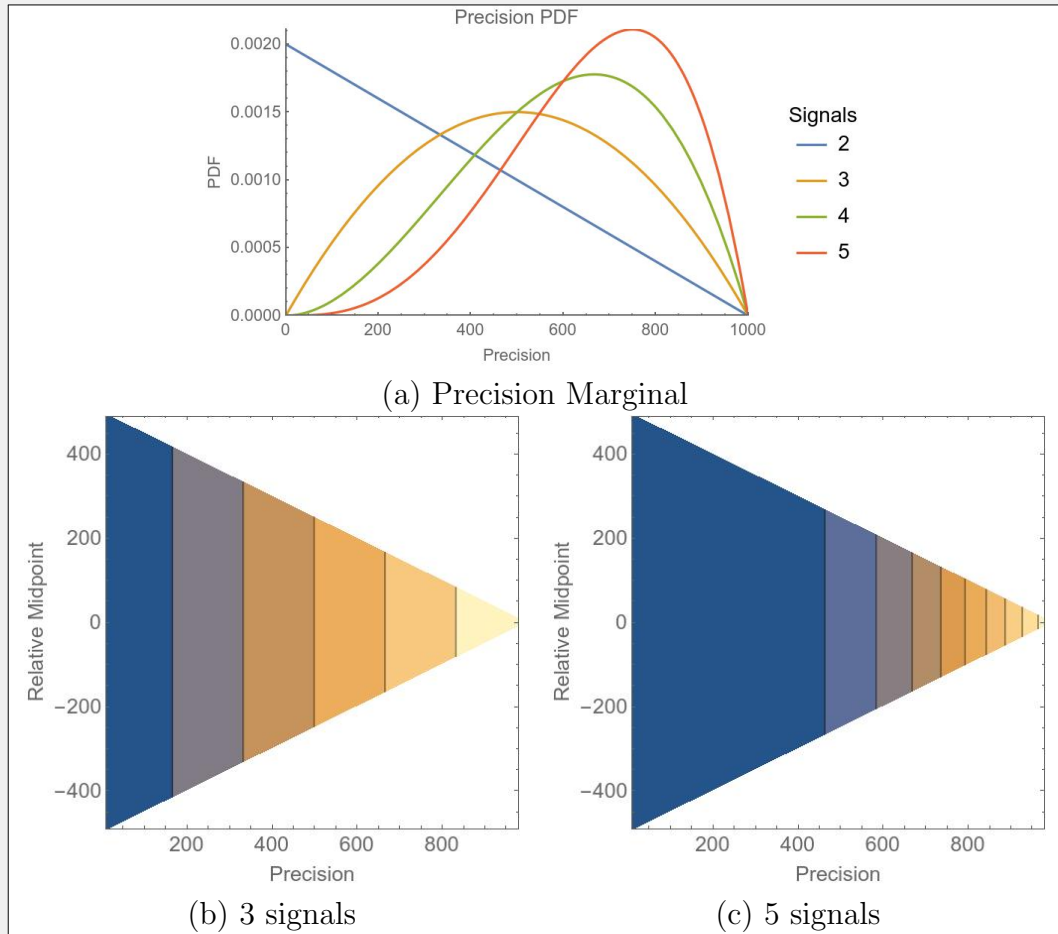 Precision PDF
0.0020
0.0015
0.0010
0.0005
0.0000
PDF
0 200 400 600 800 1000
Precision
Signals
2
3
4
5
(a) Precision Marginal
400
200
0
−200
−400
Relative Midpoint
200 400 600 800
Precision
(b) 3 signals
400
200
0
−200
−400
Relative Midpoint
200 400 600 800
Precision
(c) 5 signals